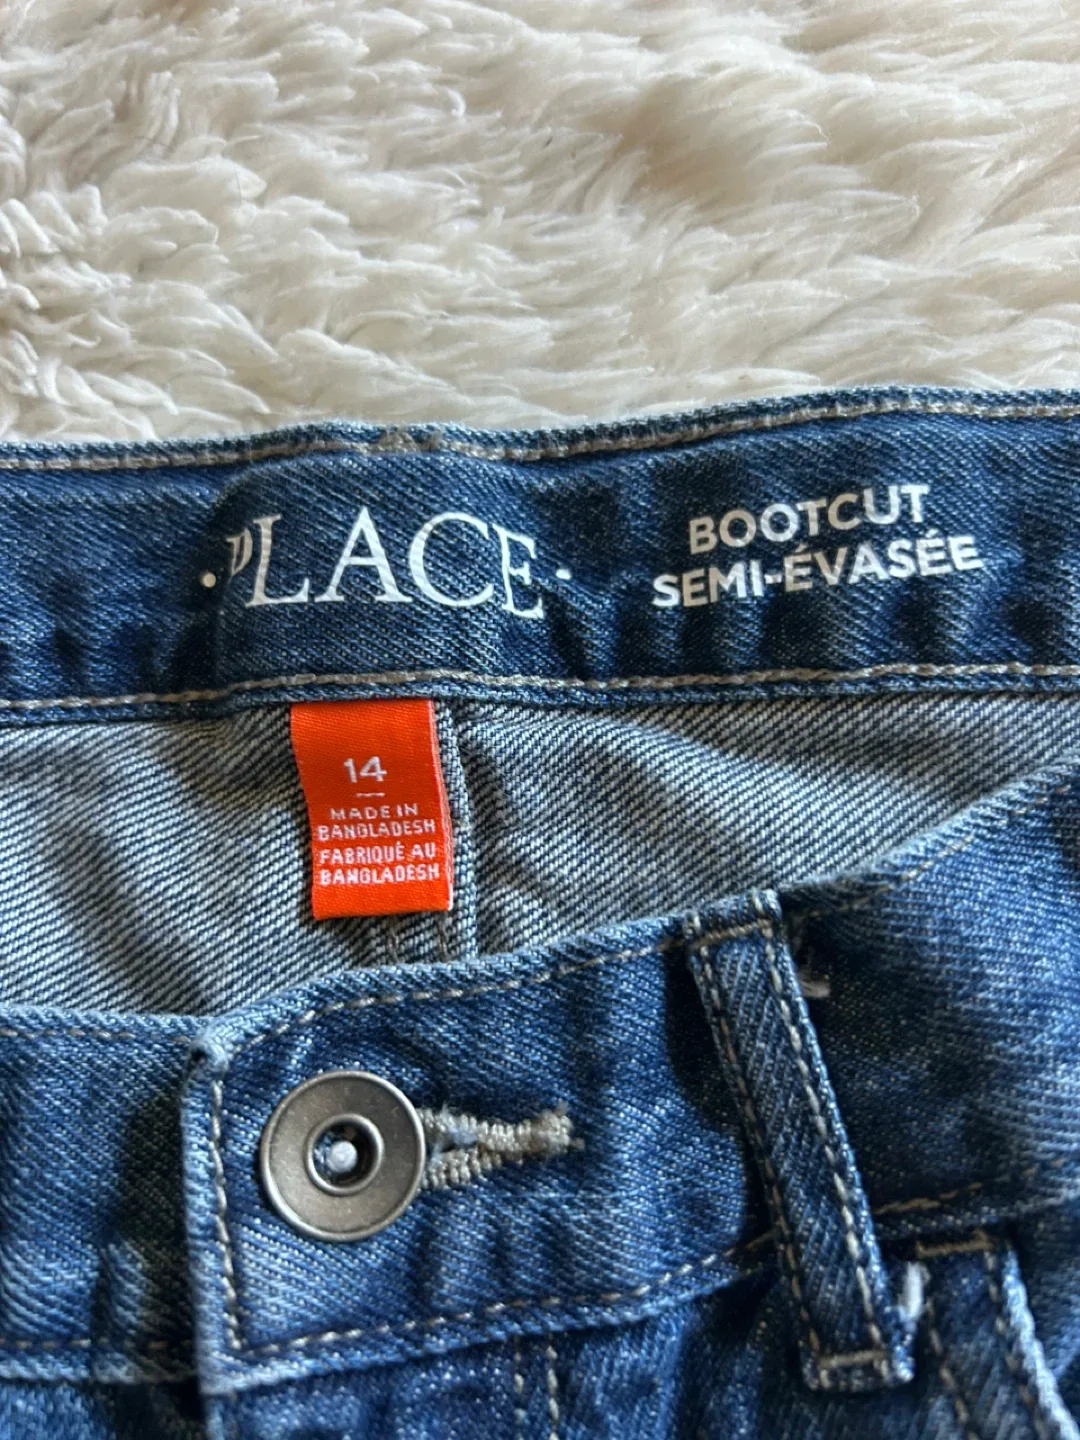 · PLACE ·
BOOTCUT
SEMI-ÉVASÉE
14
MADE IN
BANGLADESH
FABRIQUÉ AU
BANGLADESH